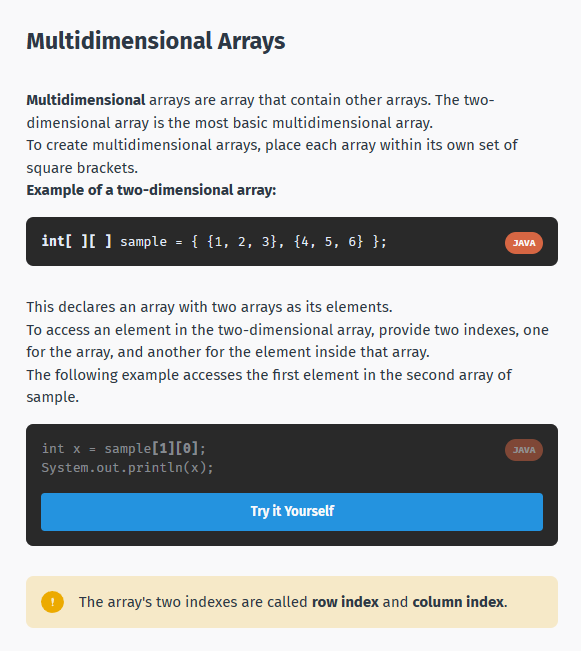 Multidimensional Arrays
Multidimensional arrays are array that contain other arrays. The two-
dimensional array is the most basic multidimensional array.
To create multidimensional arrays, place each array within its own set of
square brackets.
Example of a two-dimensional array:
int[ ][ ] sample = { {1, 2, 3}, {4, 5, 6} };
JAVA
This declares an array with two arrays as its elements.
To access an element in the two-dimensional array, provide two indexes, one
for the array, and another for the element inside that array.
The following example accesses the first element in the second array of
sample.
int x = sample[1][0];
JAVA
System.out.println(x);
Try it Yourself
! The array's two indexes are called row index and column index.